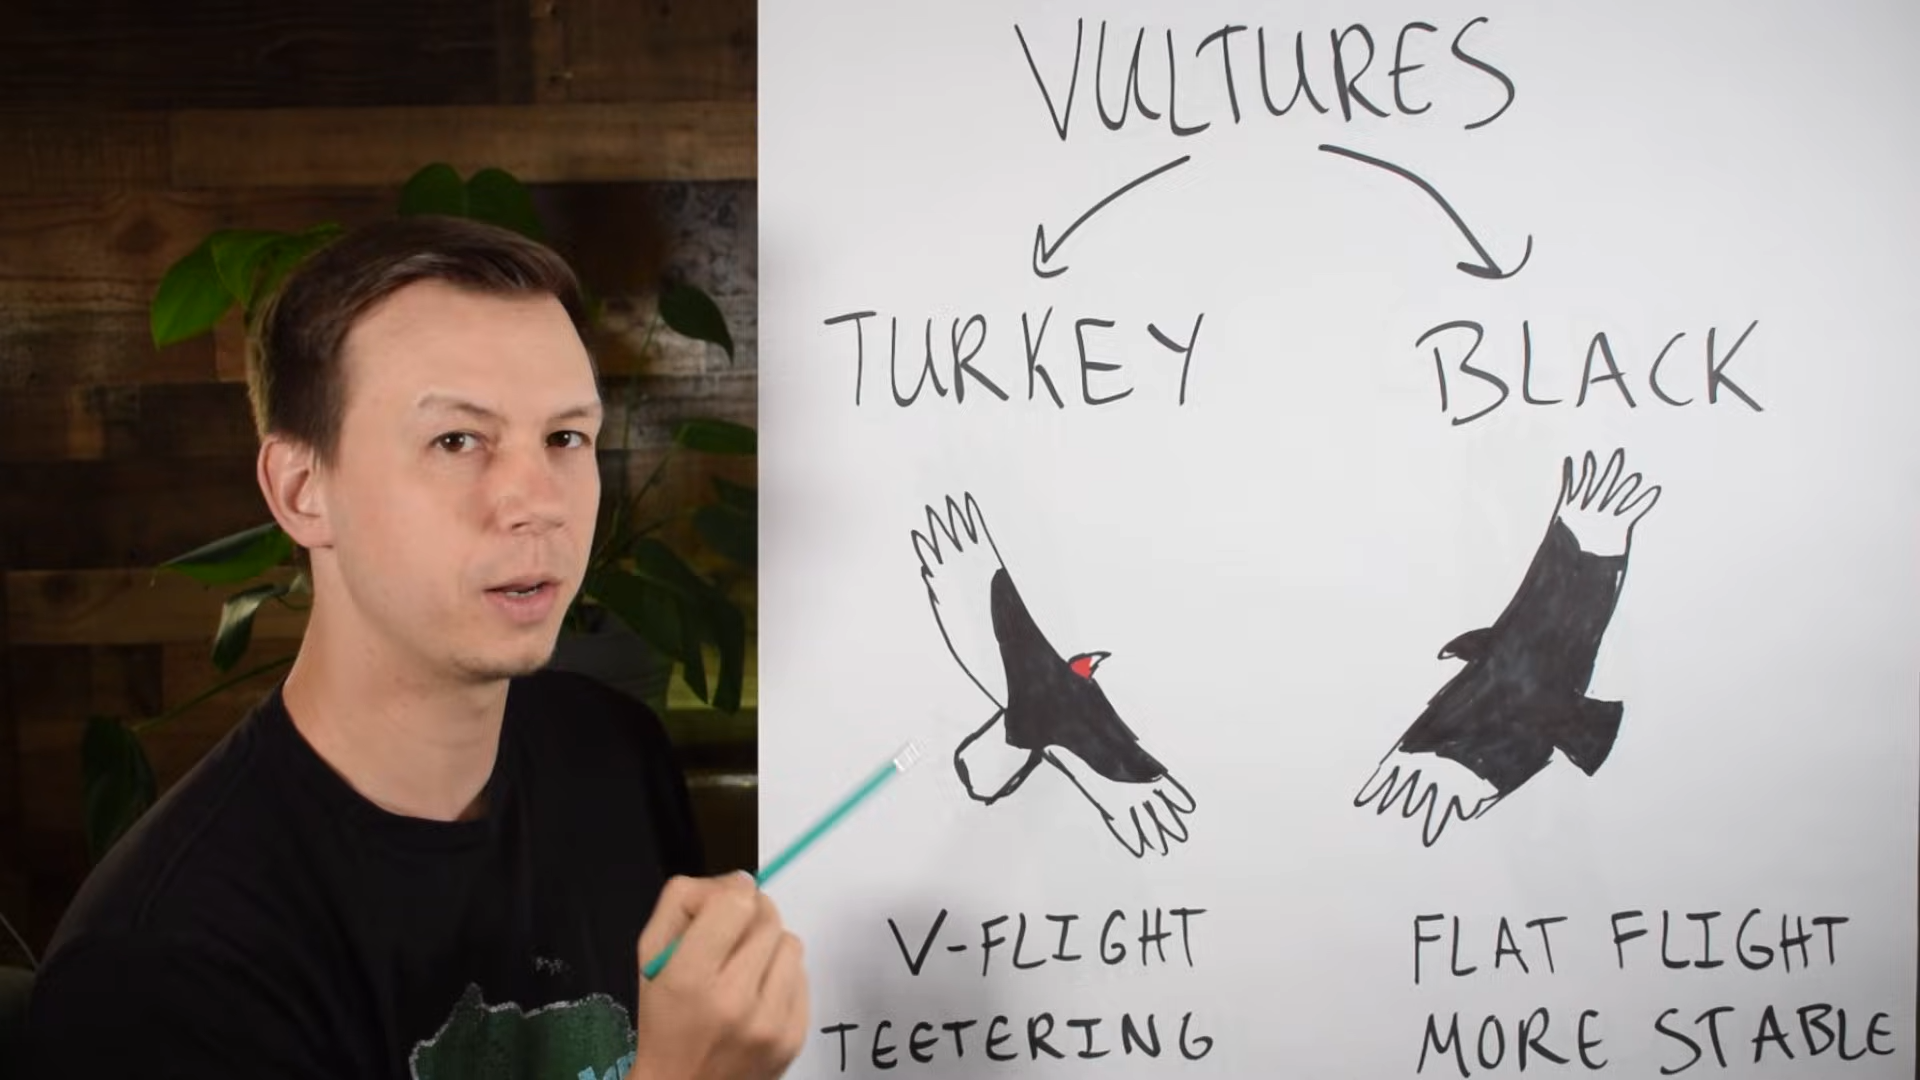 VULTURES
TURKEY
BLACK
V-FLIGHT
TEETERING
FLAT FLIGHT
MORE STABLE